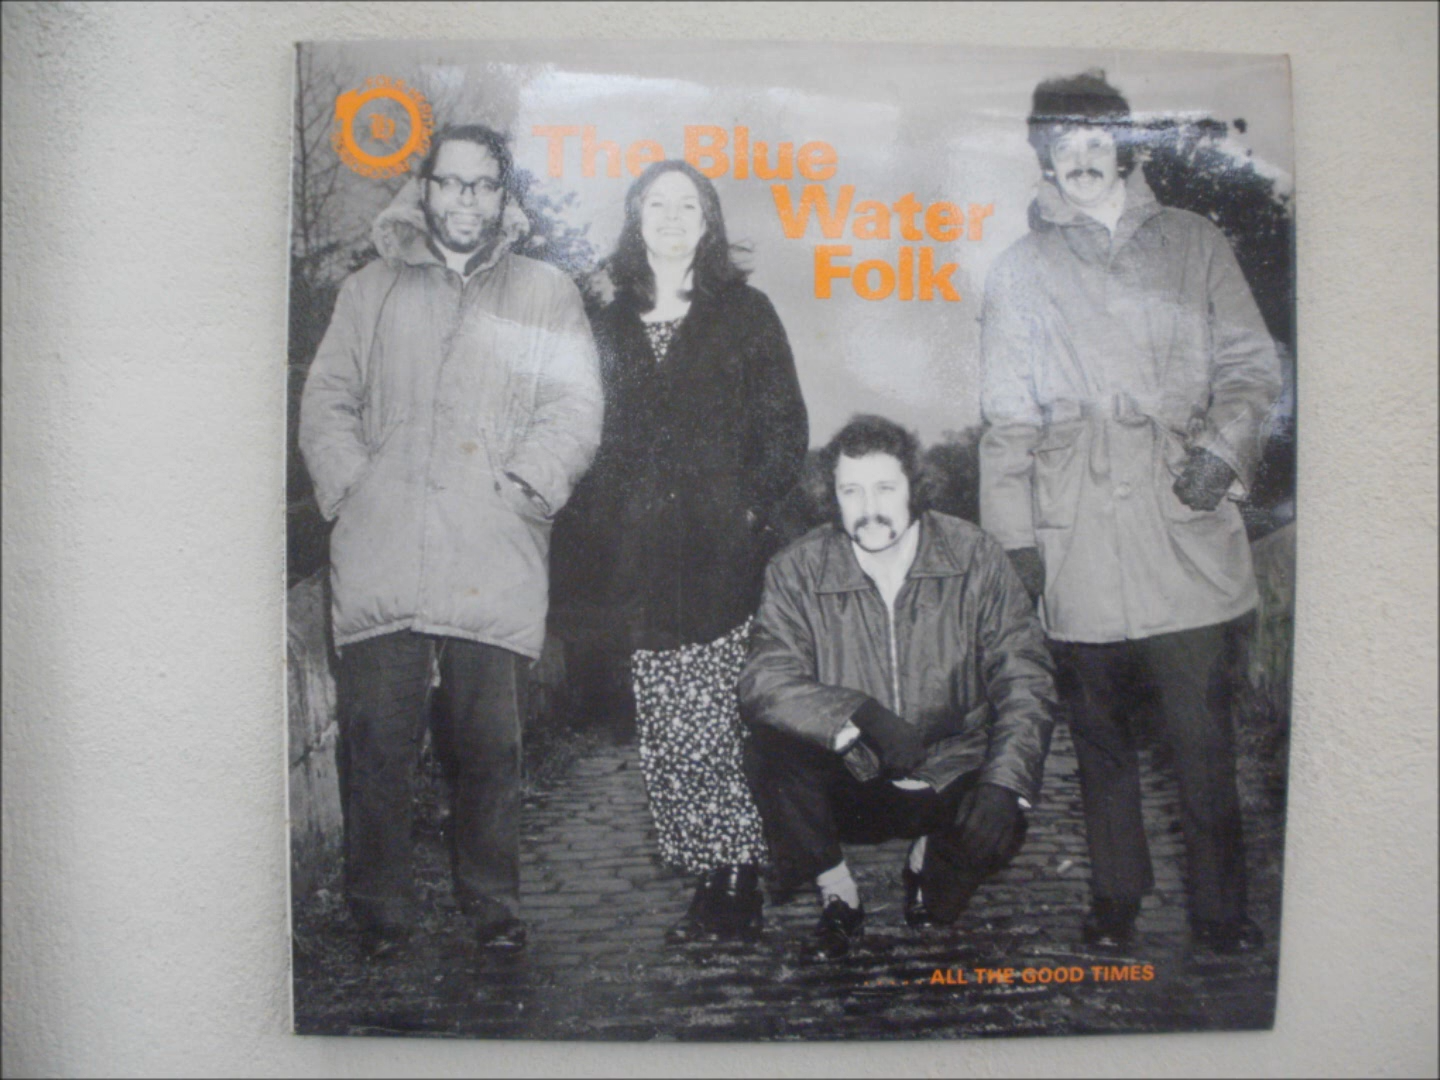 The Blue
Water
Folk
......ALL THE GOOD TIMES